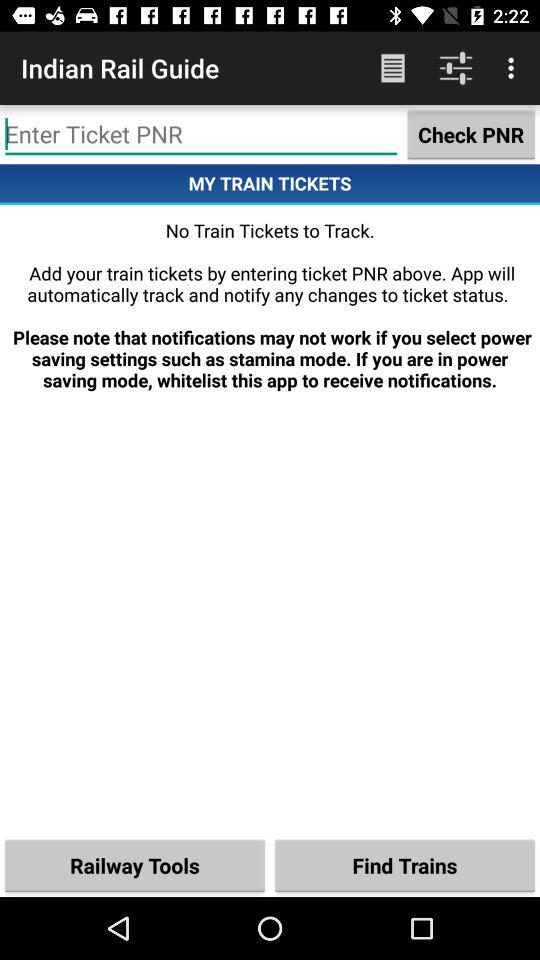 2:22
Indian Rail Guide
Enter Ticket PNR
Check PNR
MY TRAIN TICKETS
No Train Tickets to Track.
Add your train tickets by entering ticket PNR above. App will
automatically track and notify any changes to ticket status.
Please note that notifications may not work if you select power
saving settings such as stamina mode. If you are in power
saving mode, whitelist this app to receive notifications.
Railway Tools
Find Trains